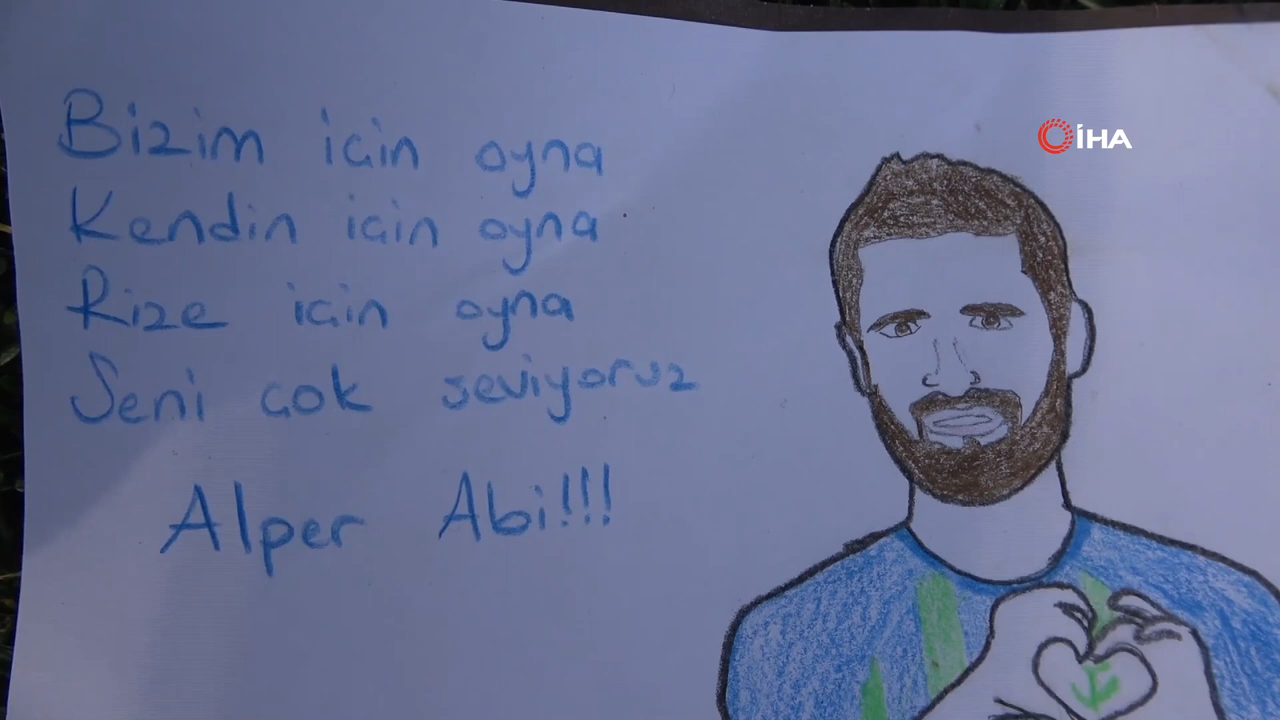 Bizim icin oyna
Kendin icin oyna
Rize icin oyna
Seni cok seviyoruz
Alper Abi!!!
İHA